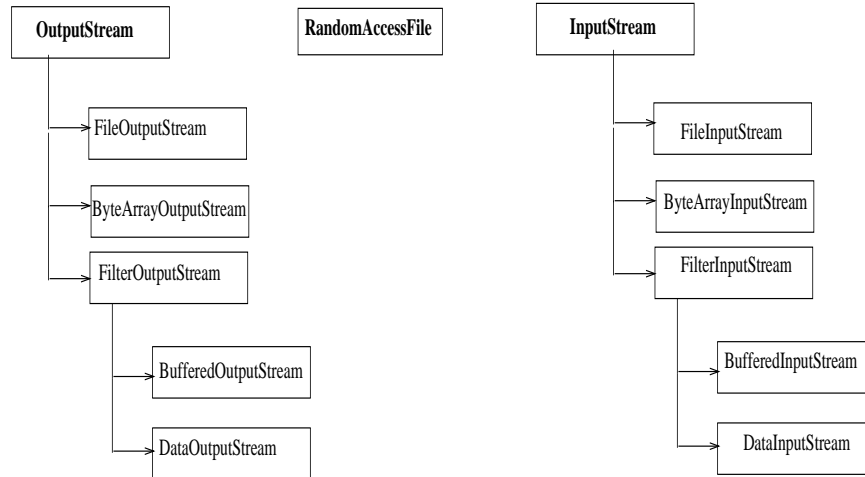 OutputStream
RandomAccessFile
InputStream
FileOutputStream
ByteArrayOutputStream
FilterOutputStream
BufferedOutputStream
DataOutputStream
FileInputStream
ByteArrayInputStream
FilterInputStream
BufferedInputStream
DataInputStream